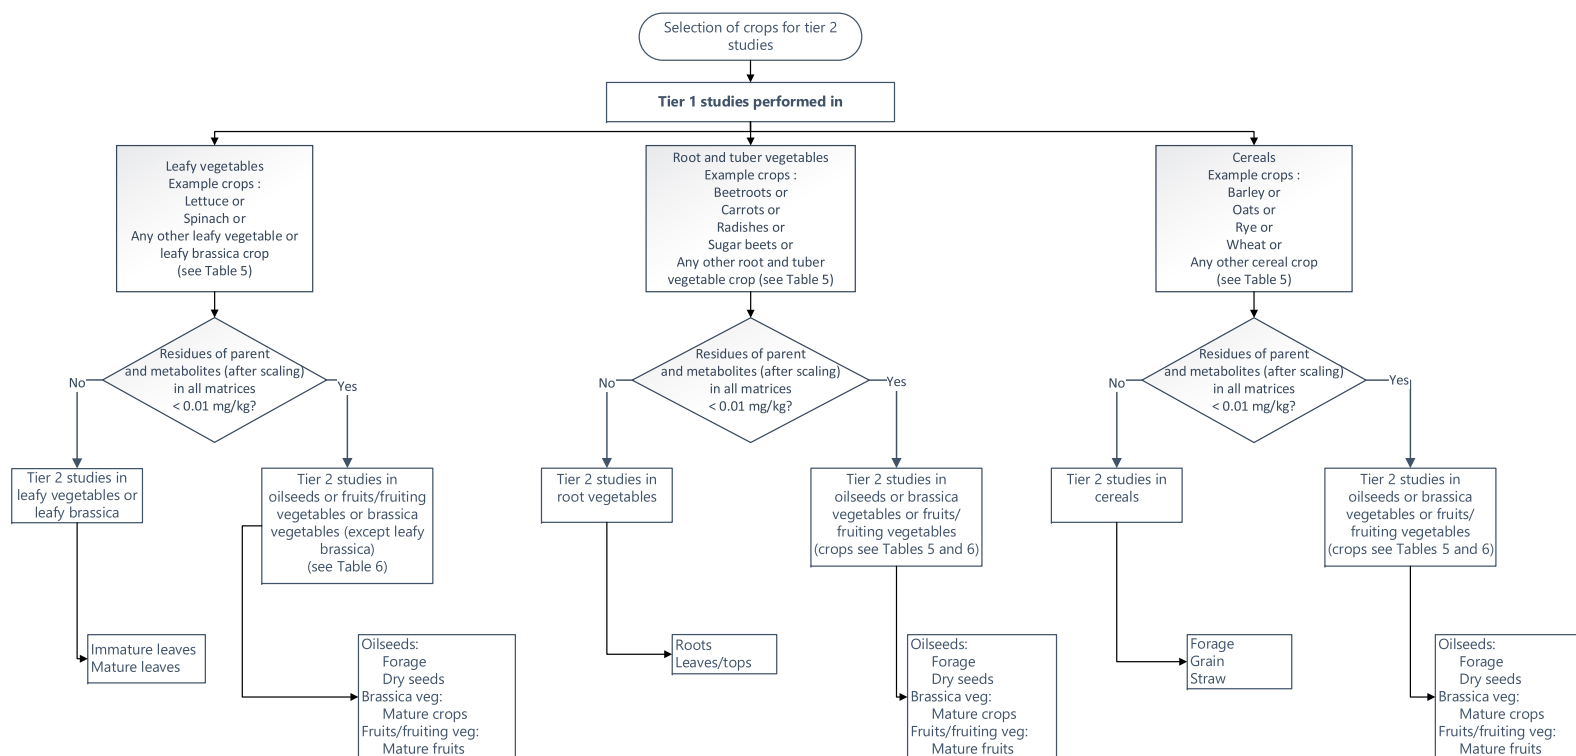 Selection of crops for tier 2
studies
Tier 1 studies performed in
Leafy vegetables
Example crops :
Lettuce or
Spinach or
Any other leafy vegetable or
leafy brassica crop
(see Table 5)
Root and tuber vegetables
Example crops :
Beetroots or
Carrots or
Radishes or
Sugar beets or
Any other root and tuber
vegetable crop (see Table 5)
Cereals
Example crops :
Barley or
Oats or
Rye or
Wheat or
Any other cereal crop
(see Table 5)
Residues of parent
and metabolites (after scaling)
in all matrices
< 0.01 mg/kg?
No
Yes
Residues of parent
and metabolites (after scaling)
in all matrices
< 0.01 mg/kg?
No
Yes
Residues of parent
and metabolites (after scaling)
in all matrices
< 0.01 mg/kg?
No
Yes
Tier 2 studies in
leafy vegetables or
leafy brassica
Tier 2 studies in
oilseeds or fruits/fruiting
vegetables or brassica
vegetables (except leafy
brassica)
(see Table 6)
Tier 2 studies in
root vegetables
Tier 2 studies in
oilseeds or brassica
vegetables or fruits/
fruiting vegetables
(crops see Tables 5 and 6)
Tier 2 studies in
cereals
Tier 2 studies in
oilseeds or brassica
vegetables or fruits/
fruiting vegetables
(crops see Tables 5 and 6)
Immature leaves
Mature leaves
Oilseeds:
Forage
Dry seeds
Brassica veg:
Mature crops
Fruits/fruiting veg:
Mature fruits
Roots
Leaves/tops
Oilseeds:
Forage
Dry seeds
Brassica veg:
Mature crops
Fruits/fruiting veg:
Mature fruits
Forage
Grain
Straw
Oilseeds:
Forage
Dry seeds
Brassica veg:
Mature crops
Fruits/fruiting veg:
Mature fruits